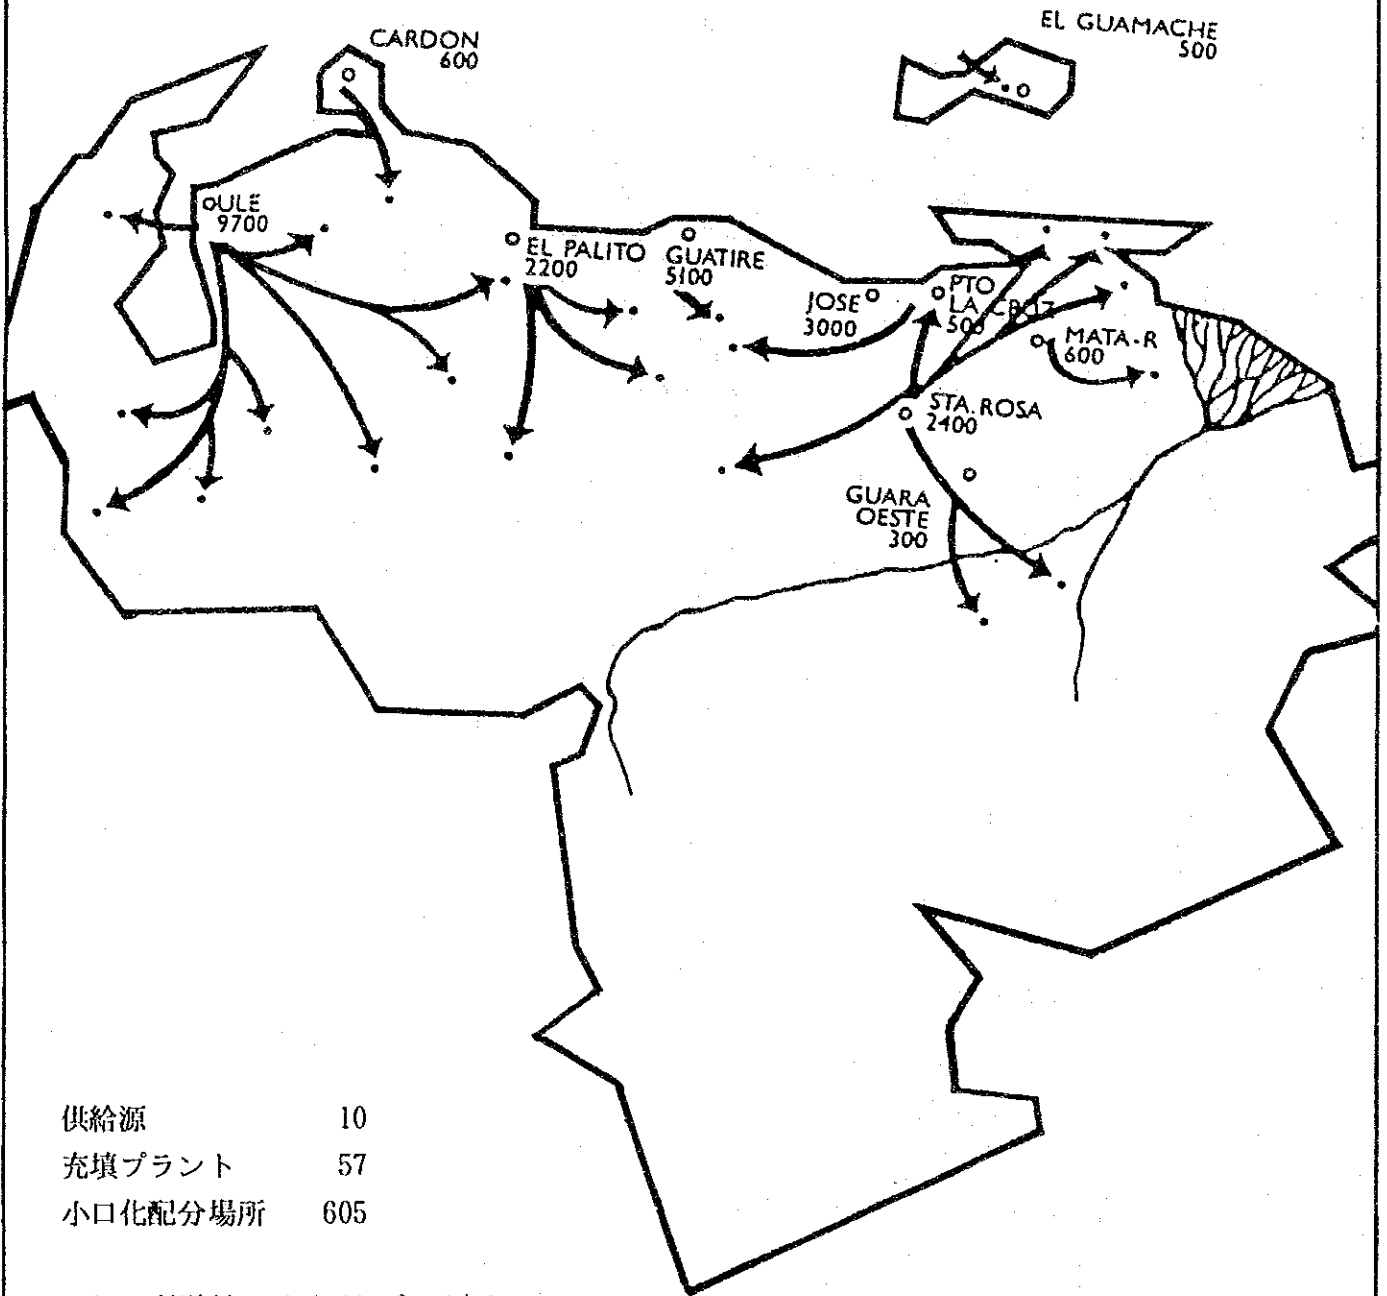 EL GUAMACHE
500
CARDON
600
ULE
9700
EL PALITO
2200
GUATIRE
5100
JOSE
3000
PTO
LA
500
MATA-R
600
STA. ROSA
2400
GUARA
OESTE
300
供給源 10
充填プラント 57
小口化配分場所 605